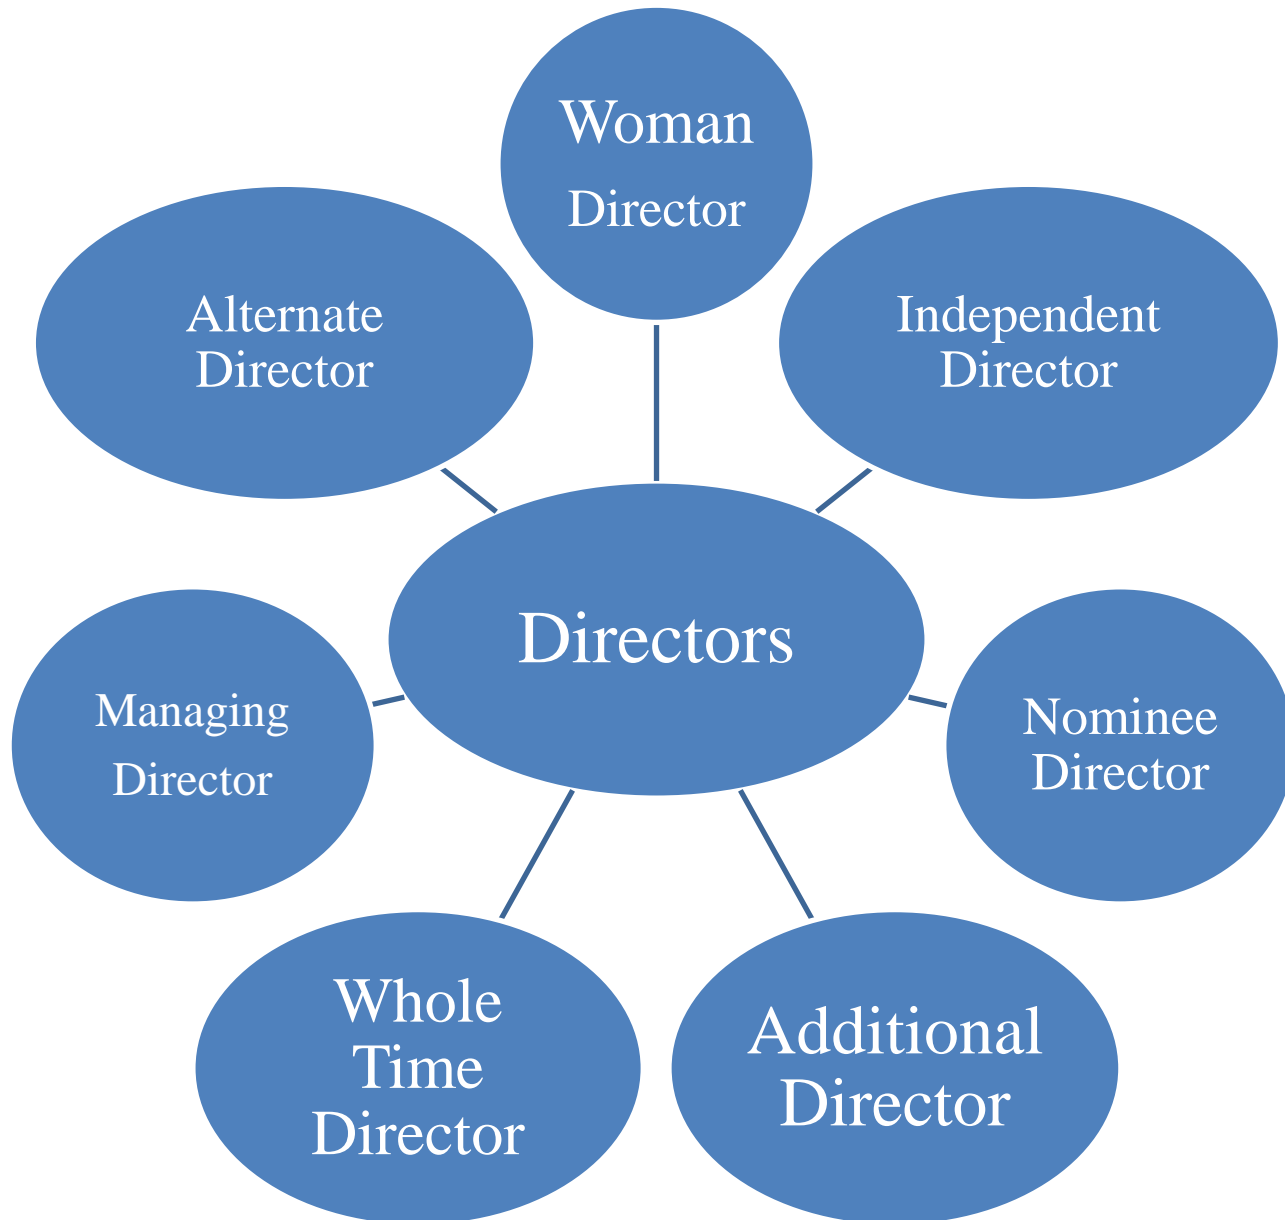 Woman
Director
Alternate
Director
Independent
Director
Directors
Managing
Director
Nominee
Director
Whole
Time
Director
Additional
Director